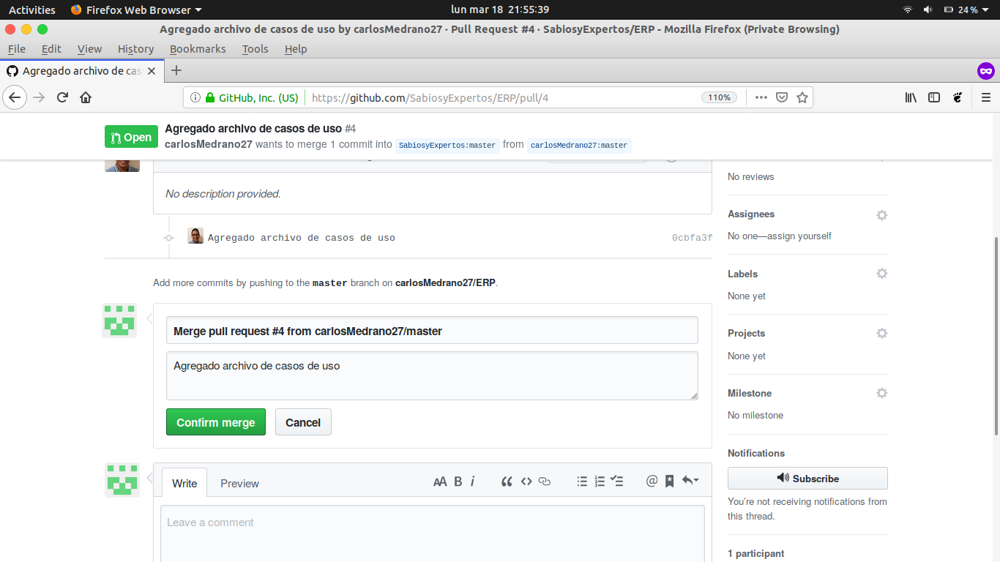 Activities Firefox Web Browser lun mar 18 21:55:39 24%
Agregado archivo de casos de uso by carlosMedrano27 · Pull Request #4 · SabiosyExpertos/ERP - Mozilla Firefox (Private Browsing)
File Edit View History Bookmarks Tools Help
Agregado archivo de cas
GitHub, Inc. (US) https://github.com/SabiosyExpertos/ERP/pull/4 110%
Open
Agregado archivo de casos de uso #4
carlosMedrano27 wants to merge 1 commit into SabiosyExpertos:master from carlosMedrano27:master
No description provided.
Agregado archivo de casos de uso 0cbfa3f
Add more commits by pushing to the master branch on carlosMedrano27/ERP.
Merge pull request #4 from carlosMedrano27/master
Agregado archivo de casos de uso
Confirm merge Cancel
Write Preview AA B i @
Leave a comment
No reviews
Assignees
No one—assign yourself
Labels
None yet
Projects
None yet
Milestone
No milestone
Notifications
Subscribe
You're not receiving notifications from
this thread.
1 participant